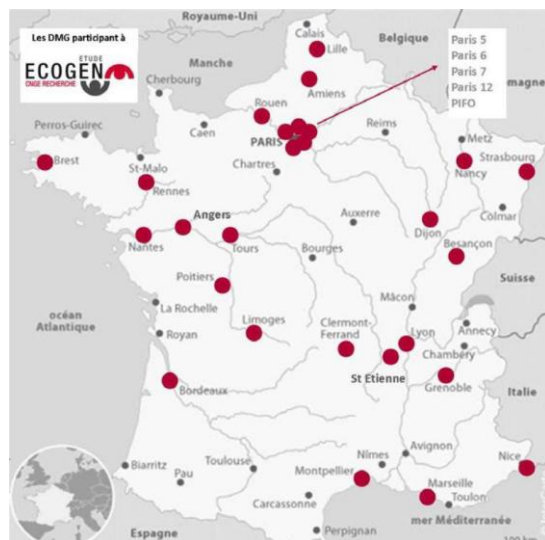 Royaume-Uni
Les DMG participant à
ETUDE
ECOGEN
CNGE RECHERCHE
Calais
Lille
Belgique
Paris 5
Paris 6
Paris 7
Paris 12
PIFO
Manche
Cherbourg
Amiens
Rouen
Perros-Guirec
Caen
PARIS
Reims
Metz
Strasbourg
Brest
St-Malo
Chartres
Nancy
Rennes
Colmar
Angers
Auxerre
Dijon
Nantes
Tours
Bourges
Besançon
Suisse
Poitiers
océan
Atlantique
La Rochelle
Mâcon
Annecy
Royan
Limoges
Clermont-
Ferrand
Lyon
Chambéry
St Etienne
Grenoble
Italie
Bordeaux
Avignon
Nice
Biarritz
Toulouse
Nîmes
Montpellier
Pau
Marseille
Toulon
Carcassonne
mer Méditerranée
Espagne
Perpignan